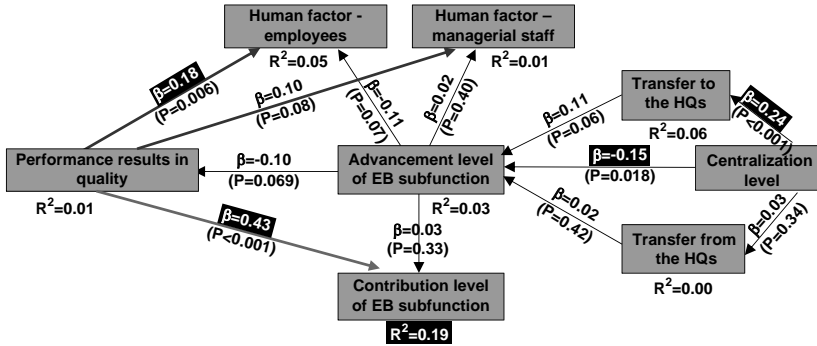 Human factor -
employees
R²=0.05
Human factor –
managerial staff
R²=0.01
β=0.18
(P=0.006)
β=0.10
(P=0.08)
β=-0.11
(P=0.07)
β=0.02
(P=0.40)
β=0.11
(P=0.06)
Transfer to
the HQs
R²=0.06
β=0.24
(P<0.001)
Performance results in
quality
R²=0.01
β=-0.10
(P=0.069)
Advancement level
of EB subfunction
R²=0.03
β=-0.15
(P=0.018)
Centralization
level
β=0.43
(P<0.001)
β=0.03
(P=0.33)
β=0.02
(P=0.42)
Transfer from
the HQs
R²=0.00
β=0.03
(P=0.34)
Contribution level
of EB subfunction
R²=0.19